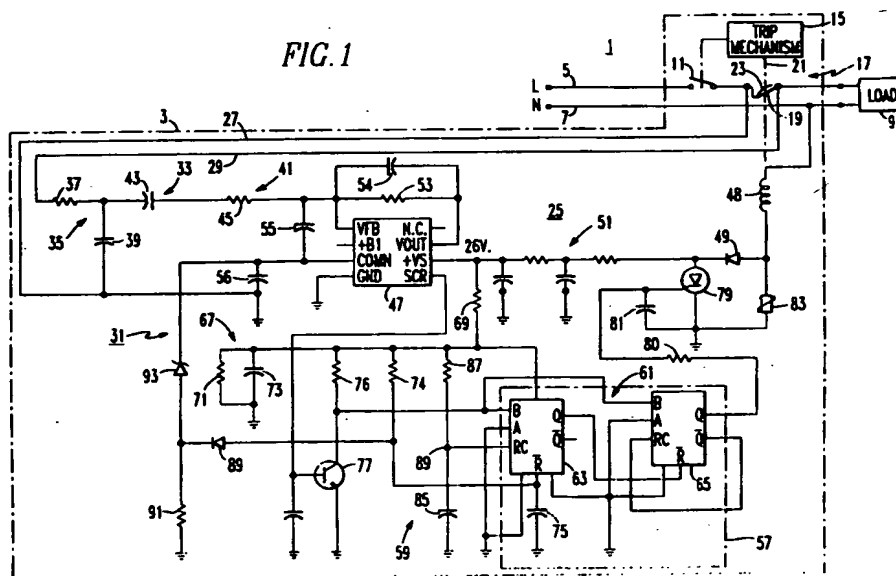 FIG. 1
1
15
TRIP
MECHANISM
11
21
17
L
5
23
N
7
19
LOAD
9
3
27
29
37
43
33
41
54
53
48
45
35
39
55
25
51
49
VFB
N.C.
+B1
VOUT
26V.
COMN
+VS
GND
SCR
56
47
79
83
81
31
67
69
80
93
71
73
76
74
87
61
B
A
RC
Q
Q̅
R̅
63
B
A
RC
Q
Q̅
R̅
65
89
89
77
91
85
59
75
57